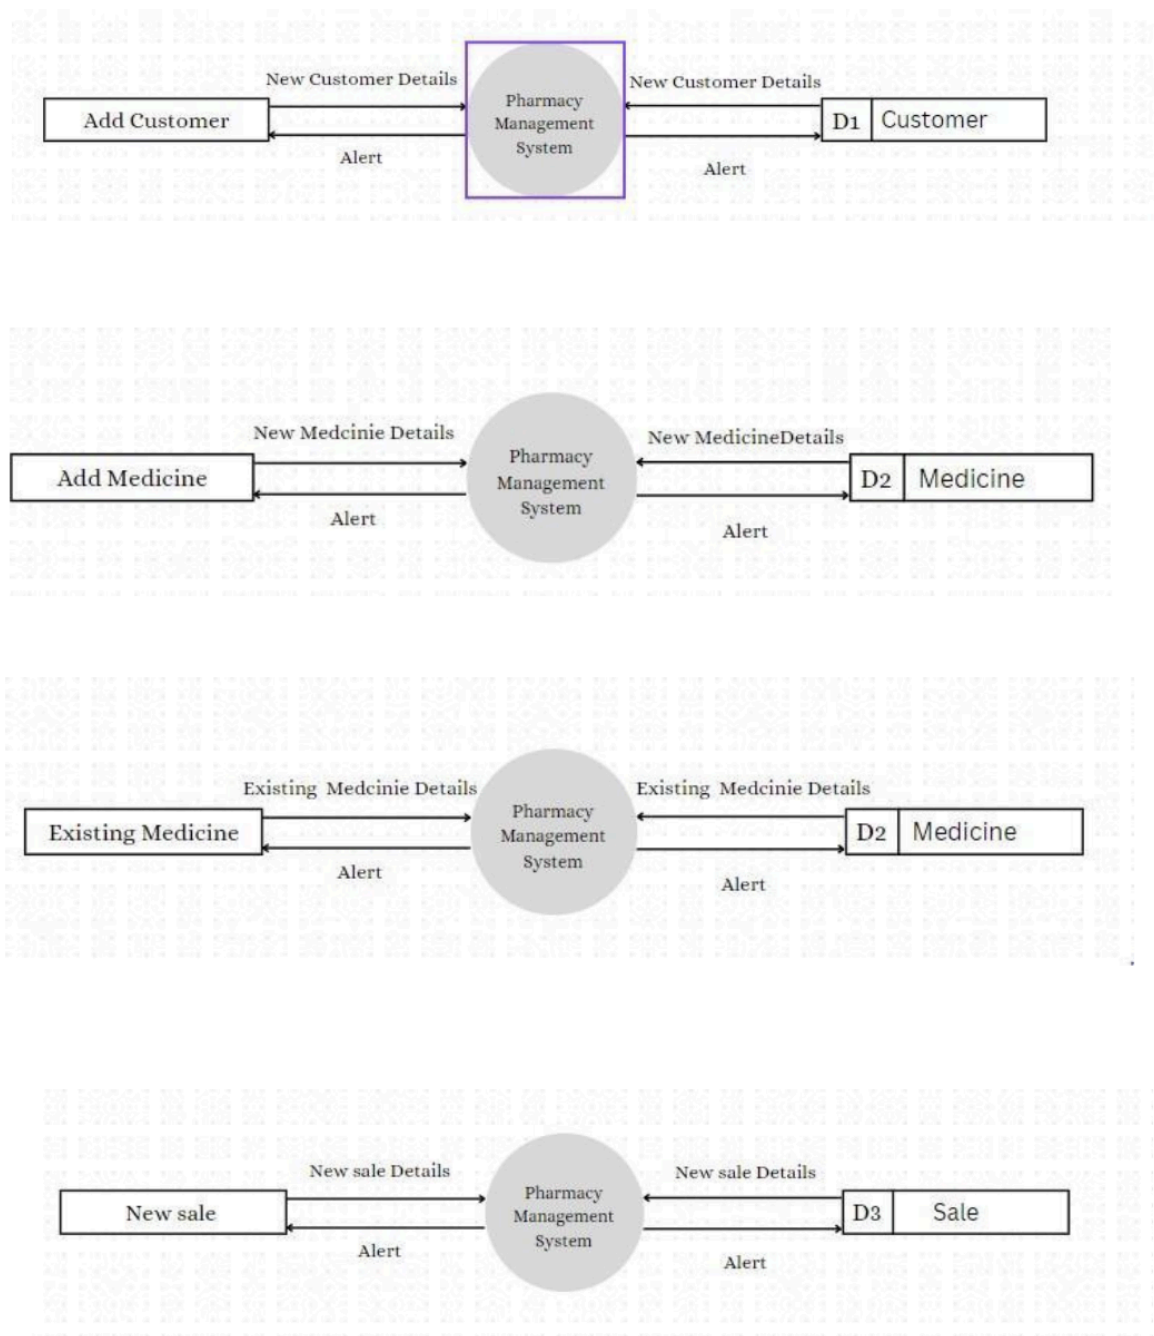 New Customer Details
New Customer Details
Pharmacy
Management
System
Add Customer
D1 Customer
Alert
Alert
New Medcinie Details
New MedicineDetails
Pharmacy
Management
System
Add Medicine
D2 Medicine
Alert
Alert
Existing Medcinie Details
Existing Medcinie Details
Pharmacy
Management
System
Existing Medicine
D2 Medicine
Alert
Alert
New sale Details
New sale Details
Pharmacy
Management
System
New sale
D3 Sale
Alert
Alert